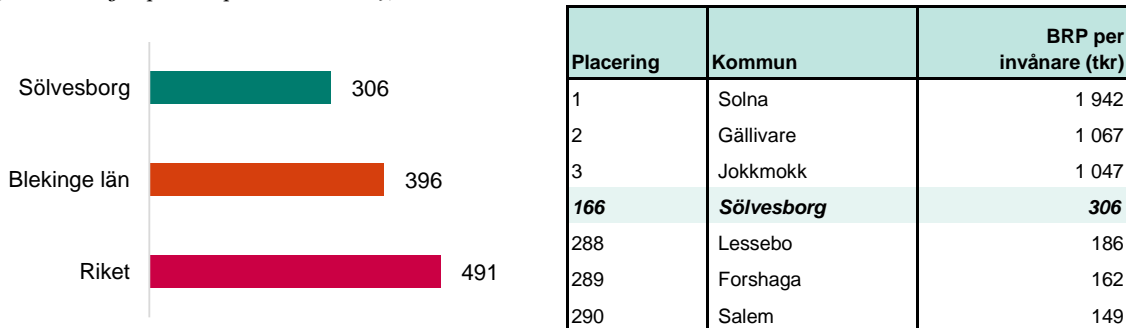 Sölvesborg 306
Blekinge län 396
Riket 491
Placering Kommun BRP per invånare (tkr)
1 Solna 1 942
2 Gällivare 1 067
3 Jokkmokk 1 047
166 Sölvesborg 306
288 Lessebo 186
289 Forshaga 162
290 Salem 149